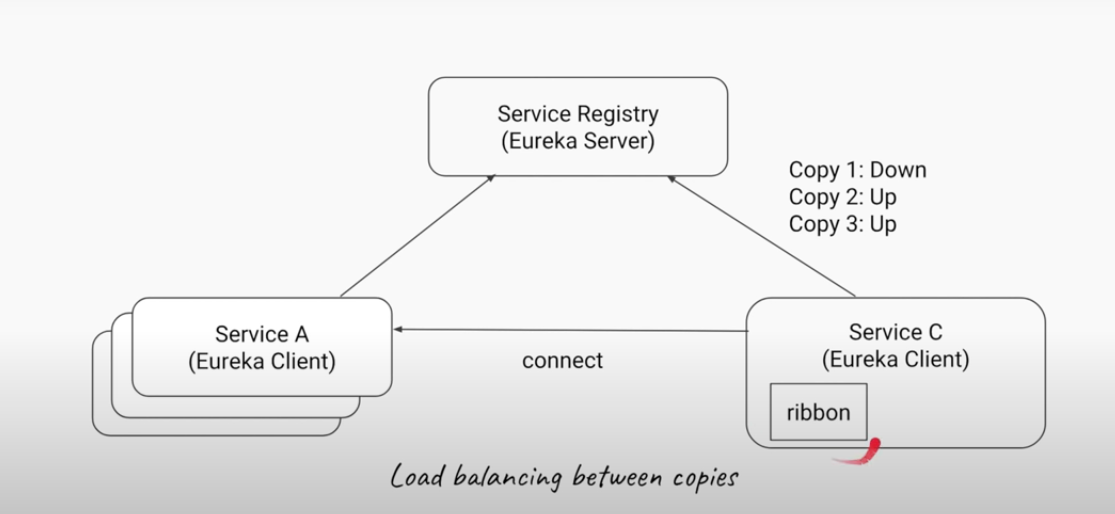 Service Registry
(Eureka Server)
Copy 1: Down
Copy 2: Up
Copy 3: Up
Service A
(Eureka Client)
connect
Service C
(Eureka Client)
ribbon
Load balancing between copies